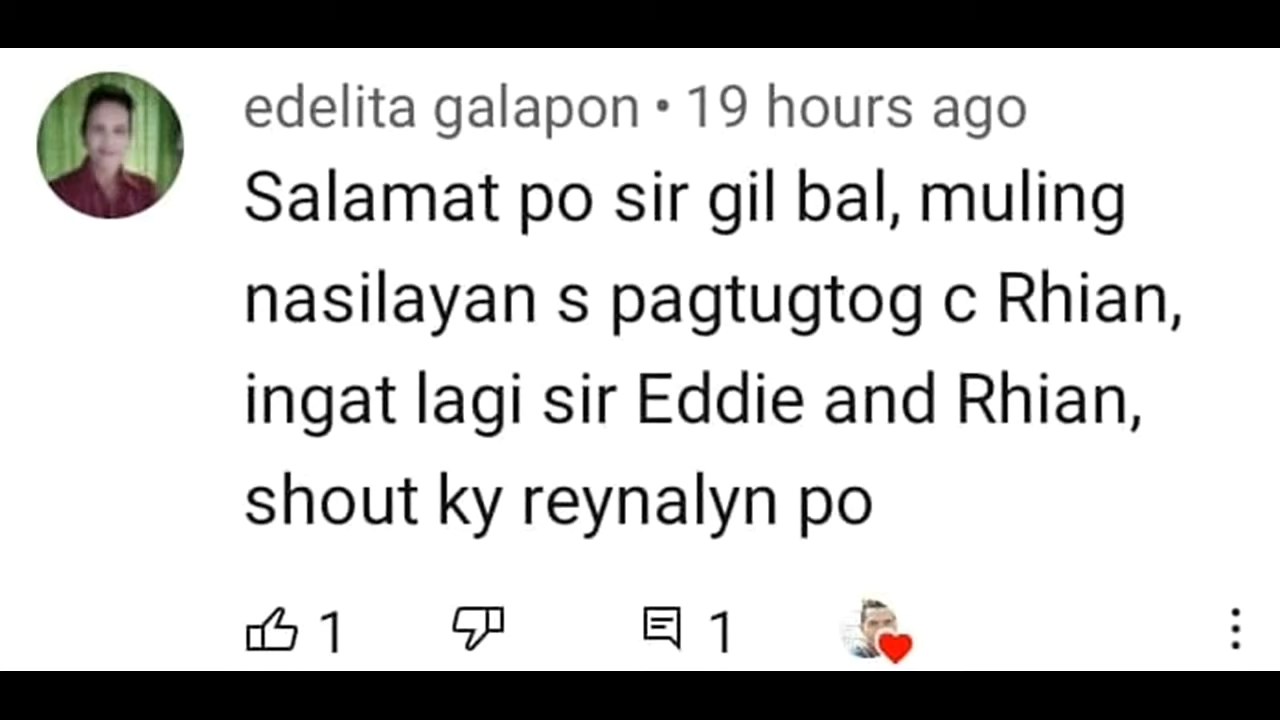 edelita galapon • 19 hours ago
Salamat po sir gil bal, muling
nasilayan s pagtugtog c Rhian,
ingat lagi sir Eddie and Rhian,
shout ky reynalyn po
1 1